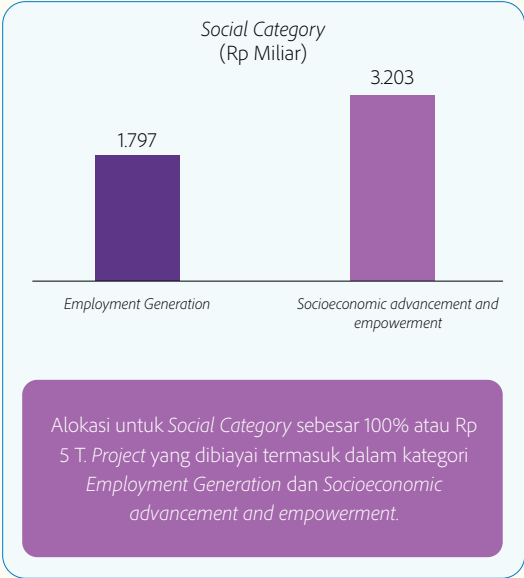 Social Category
(Rp Miliar)
3.203
1.797
Employment Generation
Socioeconomic advancement and
empowerment
Alokasi untuk Social Category sebesar 100% atau Rp
5 T. Project yang dibiayai termasuk dalam kategori
Employment Generation dan Socioeconomic
advancement and empowerment.